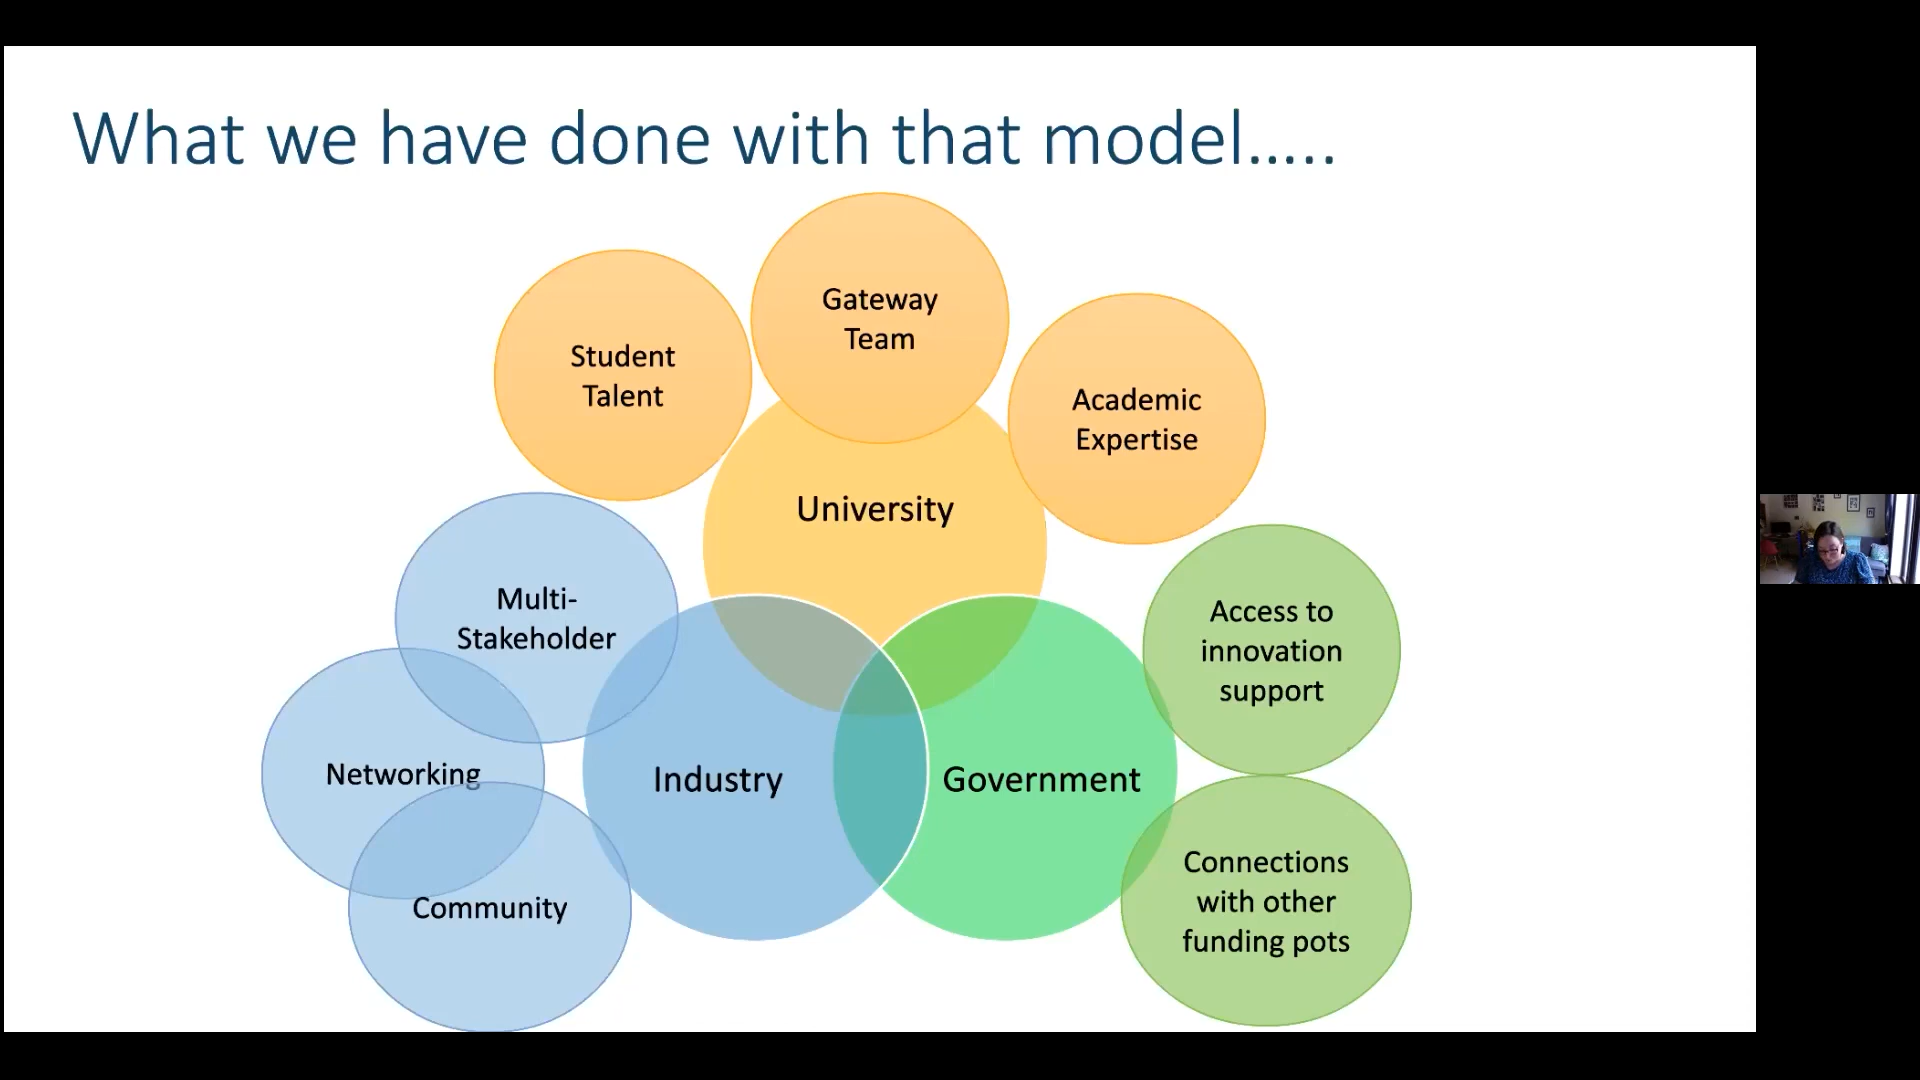 What we have done with that model.....
Gateway
Team
Student
Talent
Academic
Expertise
University
Multi-
Stakeholder
Access to
innovation
support
Networking
Industry
Government
Community
Connections
with other
funding pots